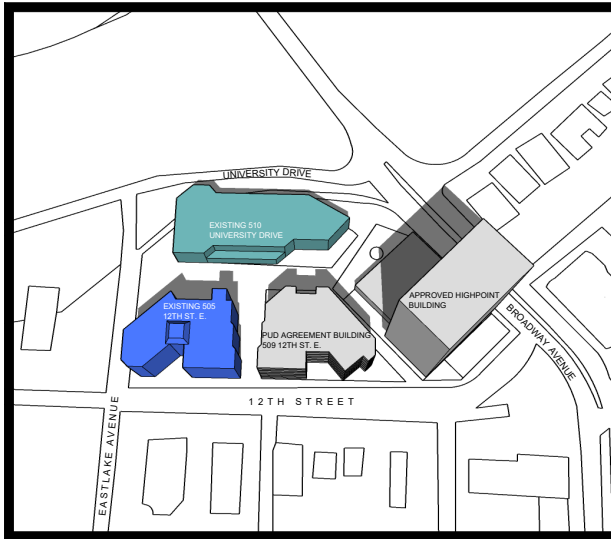 UNIVERSITY DRIVE
EXISTING 510
UNIVERSITY DRIVE
EXISTING 505
12TH ST. E.
PUD AGREEMENT BUILDING
509 12TH ST. E.
APPROVED HIGHPOINT
BUILDING
BROADWAY AVENUE
12TH STREET
EASTLAKE AVENUE